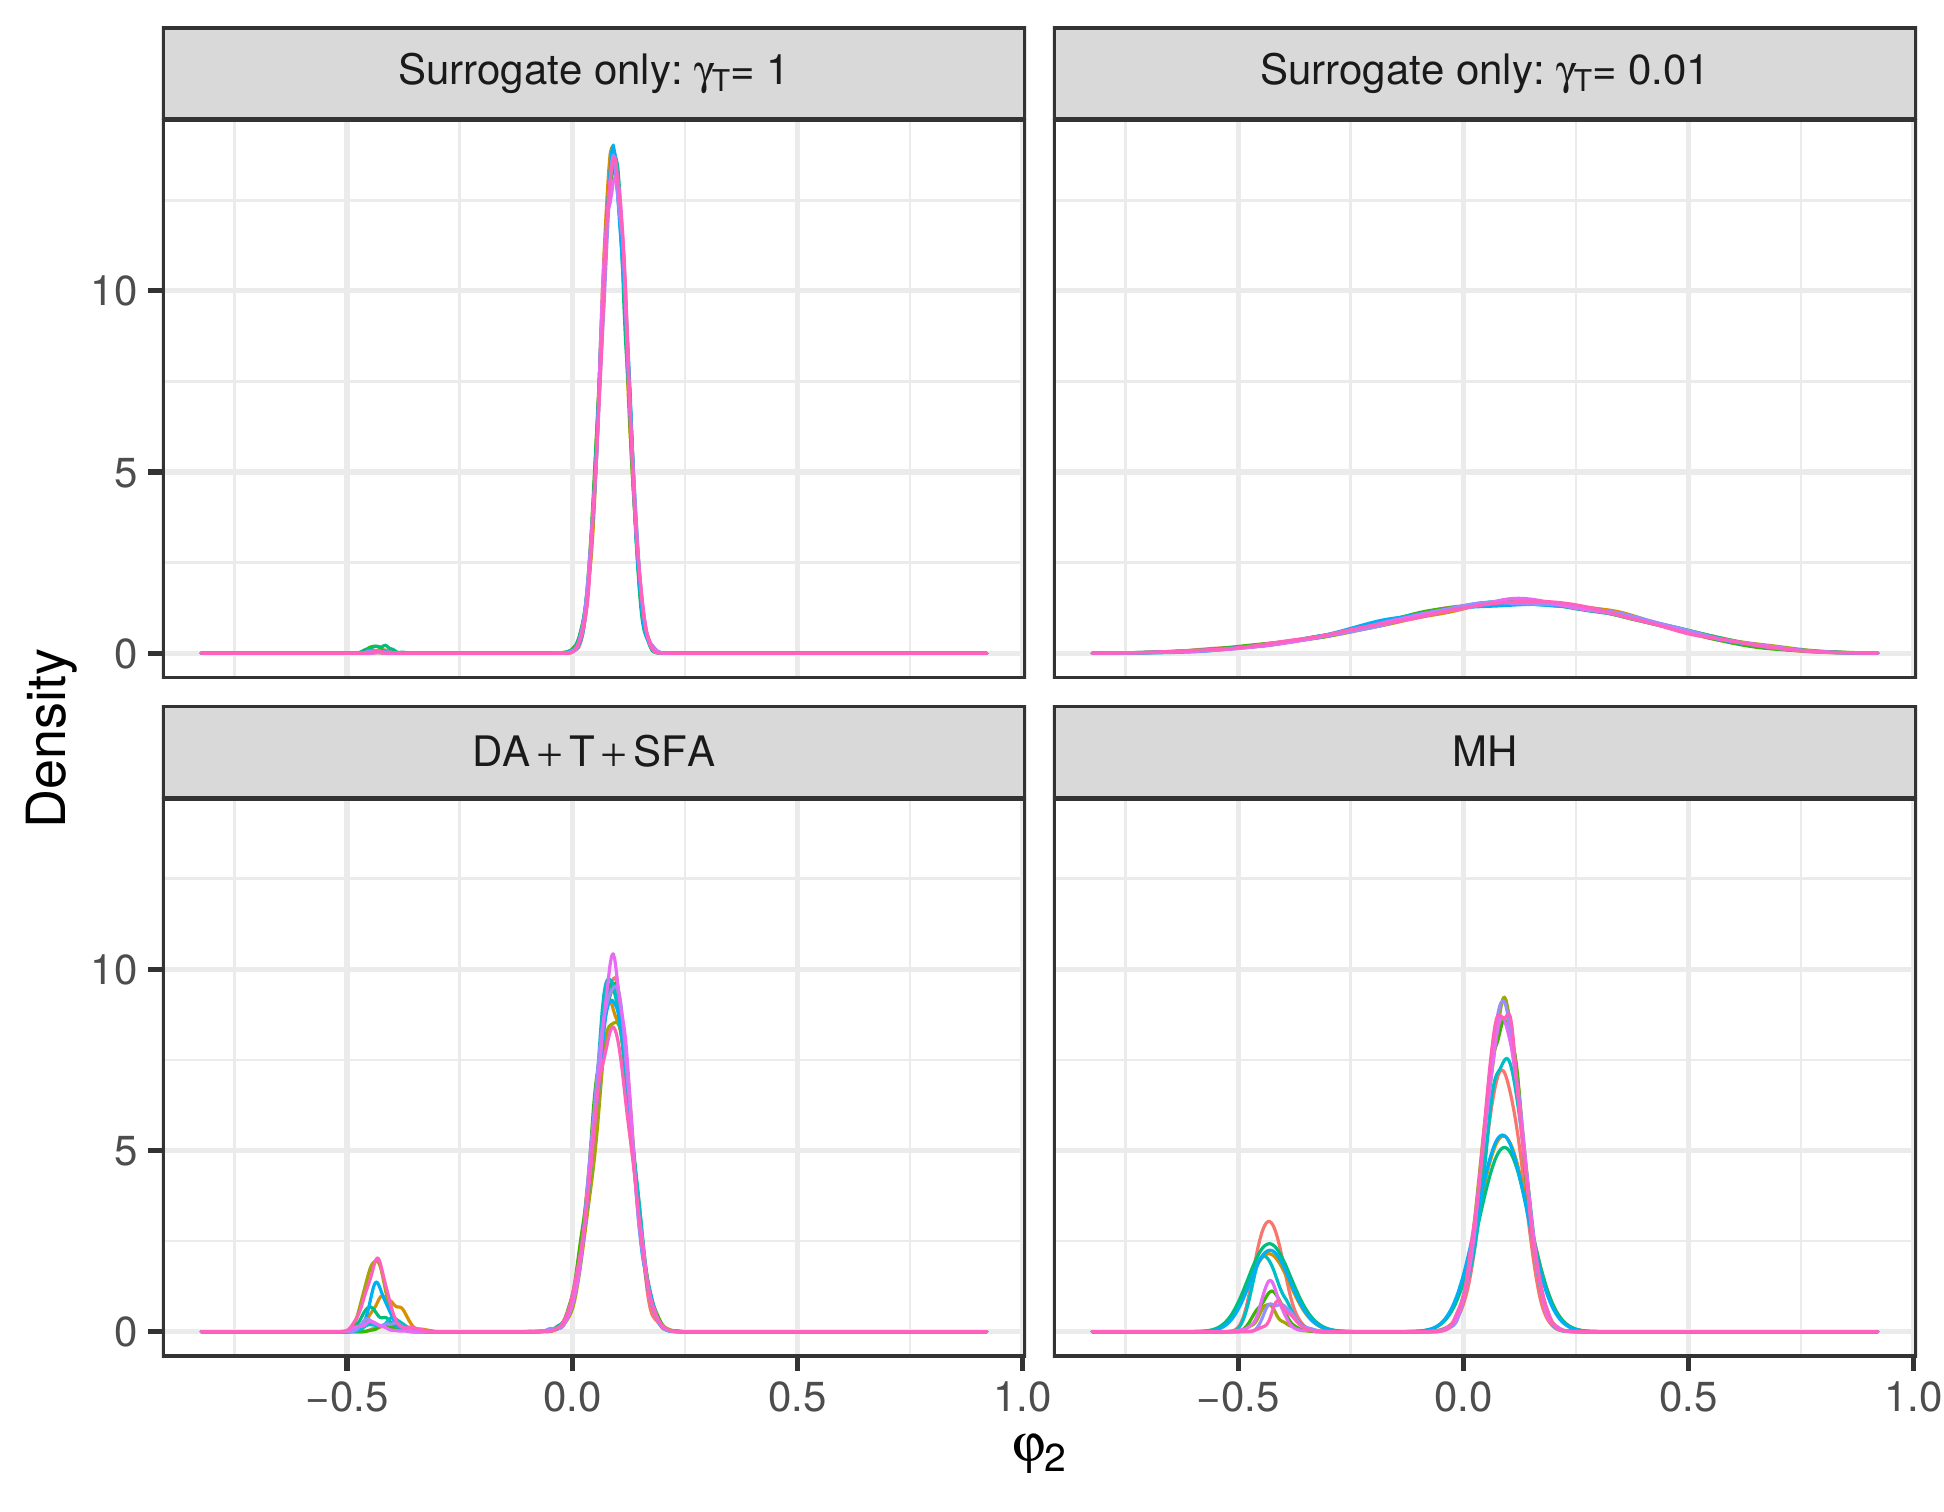 Surrogate only: γT= 1
Surrogate only: γT= 0.01
10
5
0
DA + T + SFA
MH
Density
10
5
0
−0.5 0.0 0.5 1.0
−0.5 0.0 0.5 1.0
φ2